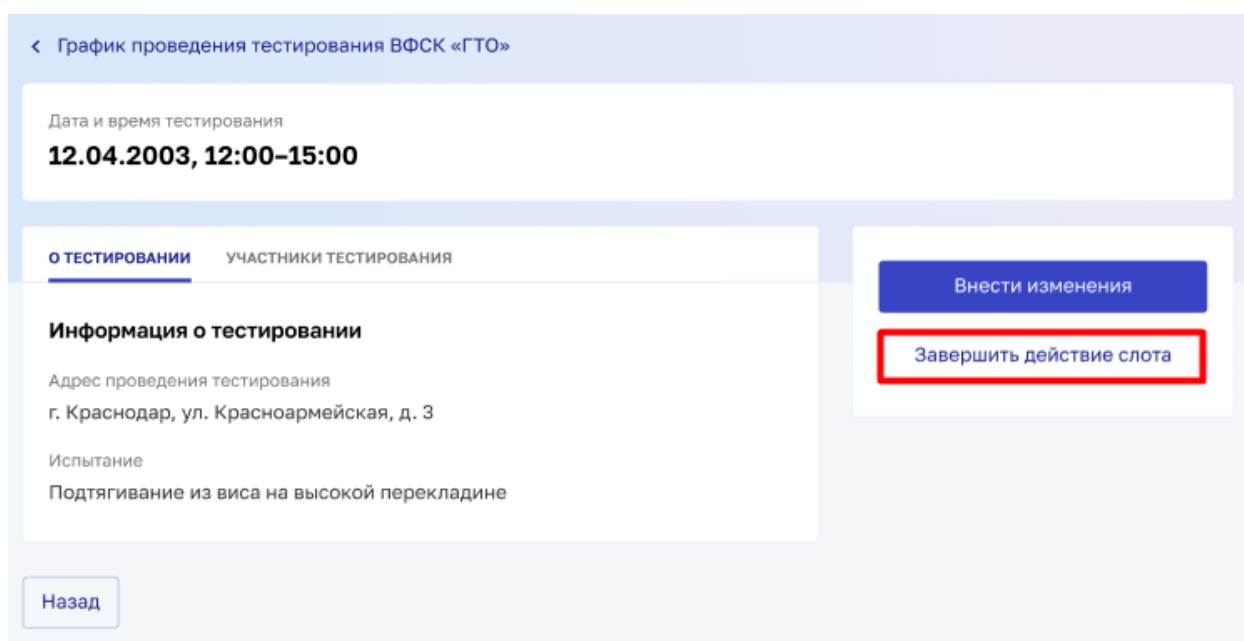 График проведения тестирования ВФСК «ГТО»
Дата и время тестирования
12.04.2003, 12:00–15:00
О ТЕСТИРОВАНИИ
УЧАСТНИКИ ТЕСТИРОВАНИЯ
Информация о тестировании
Адрес проведения тестирования
г. Краснодар, ул. Красноармейская, д. 3
Испытание
Подтягивание из виса на высокой перекладине
Внести изменения
Завершить действие слота
Назад